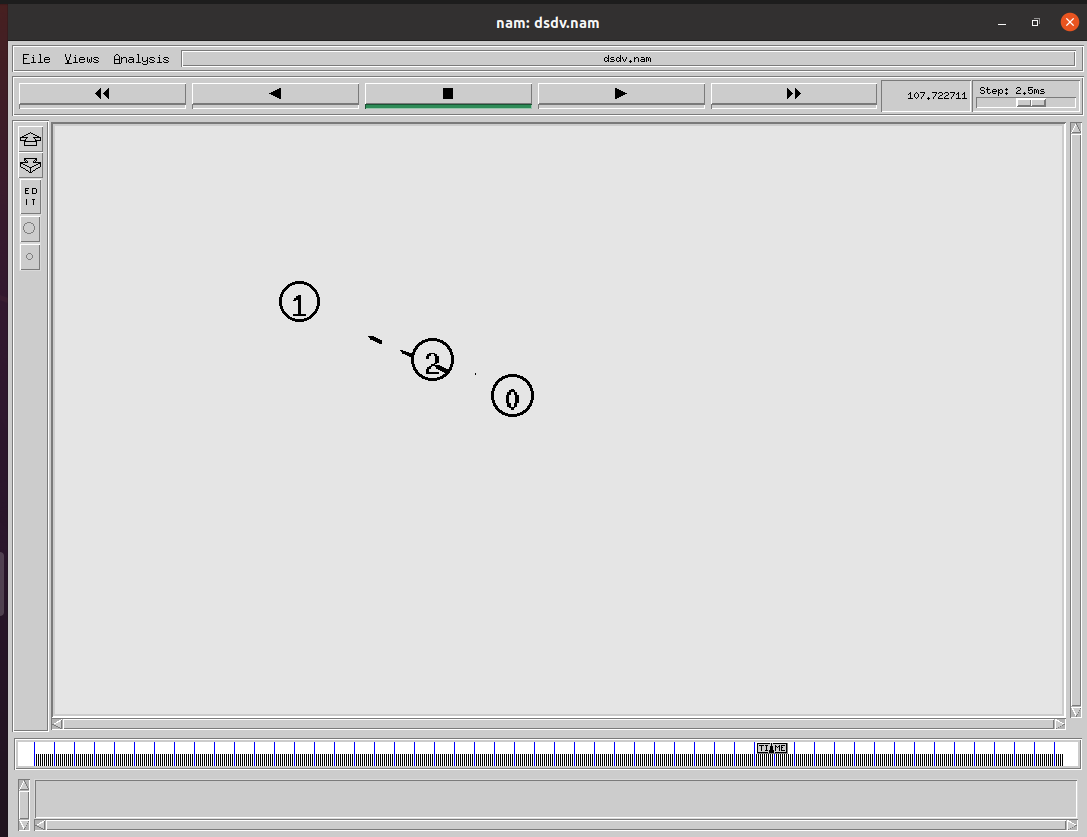 nam: dsdv.nam
File Views Analysis dsdv.nam
107.722711 Step: 2.5ms
ED
IT
1
2
0
TIME